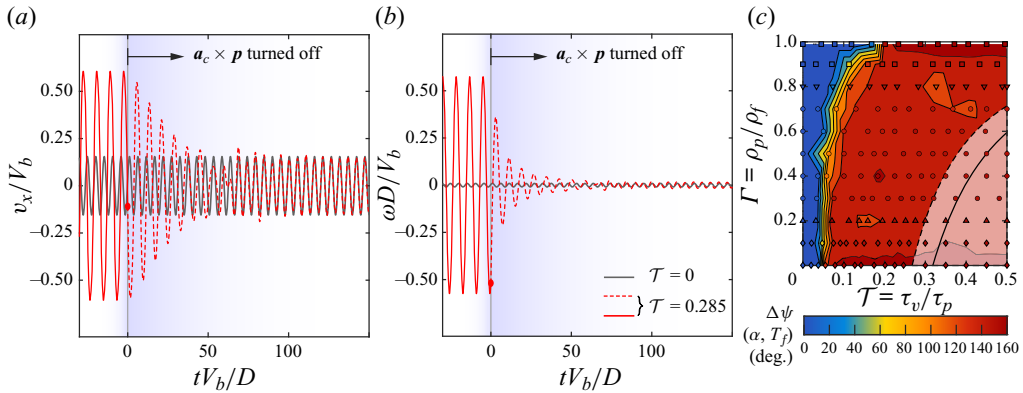 (a)
a_c × p turned off
0.50
0.25
0
−0.25
−0.50
v_x/V_b
0
50
100
tV_b/D
(b)
a_c × p turned off
0.50
0.25
0
−0.25
−0.50
ωD/V_b
𝒯 = 0
} 𝒯 = 0.285
0
50
100
tV_b/D
(c)
1.0
0.8
0.6
0.4
0.2
0
Γ = ρ_p/ρ_f
0.1
0.2
0.3
0.4
0.5
𝒯 = τ_v/τ_p
Δψ
(α, T_f)
(deg.)
0 20 40 60 80 100 120 140 160